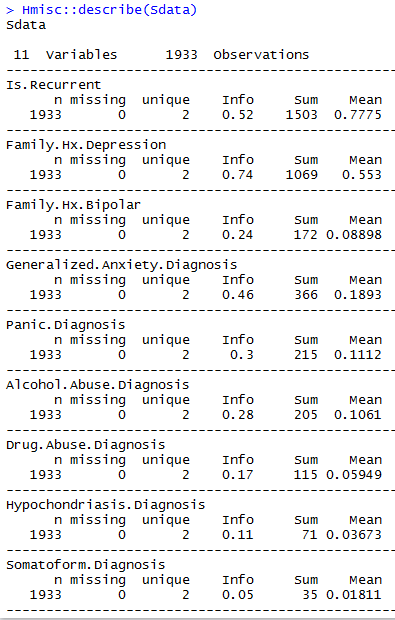 > Hmisc::describe(Sdata)
Sdata

 11  Variables      1933  Observations
--------------------------------------------------
Is.Recurrent
      n missing  unique    Info     Sum    Mean
   1933       0       2    0.52    1503  0.7775
--------------------------------------------------
Family.Hx.Depression
      n missing  unique    Info     Sum    Mean
   1933       0       2    0.74    1069   0.553
--------------------------------------------------
Family.Hx.Bipolar
      n missing  unique    Info     Sum    Mean
   1933       0       2    0.24     172 0.08898
--------------------------------------------------
Generalized.Anxiety.Diagnosis
      n missing  unique    Info     Sum    Mean
   1933       0       2    0.46     366  0.1893
--------------------------------------------------
Panic.Diagnosis
      n missing  unique    Info     Sum    Mean
   1933       0       2     0.3     215  0.1112
--------------------------------------------------
Alcohol.Abuse.Diagnosis
      n missing  unique    Info     Sum    Mean
   1933       0       2    0.28     205  0.1061
--------------------------------------------------
Drug.Abuse.Diagnosis
      n missing  unique    Info     Sum    Mean
   1933       0       2    0.17     115 0.05949
--------------------------------------------------
Hypochondriasis.Diagnosis
      n missing  unique    Info     Sum    Mean
   1933       0       2    0.11      71 0.03673
--------------------------------------------------
Somatoform.Diagnosis
      n missing  unique    Info     Sum    Mean
   1933       0       2    0.05      35 0.01811
--------------------------------------------------